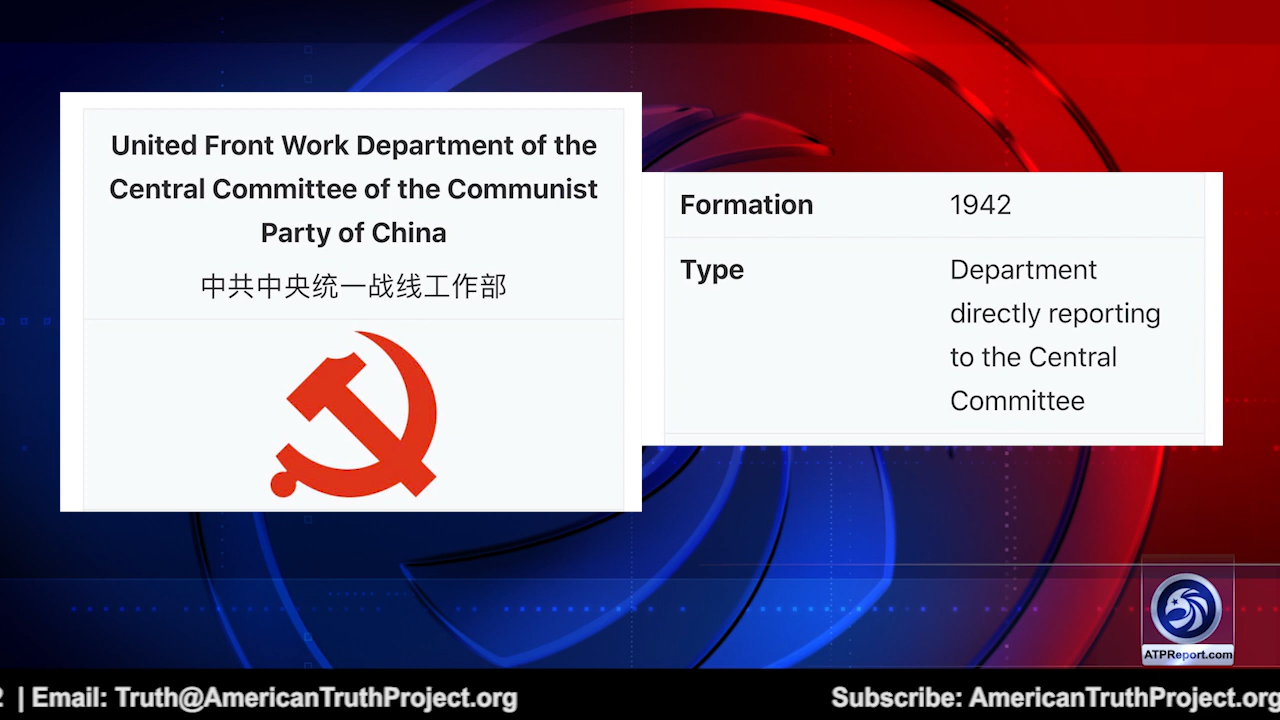 United Front Work Department of the
Central Committee of the Communist
Party of China
中共中央统一战线工作部
Formation 1942
Type Department
directly reporting
to the Central
Committee
ATPReport.com
2 | Email: Truth@AmericanTruthProject.org
Subscribe: AmericanTruthProject.org